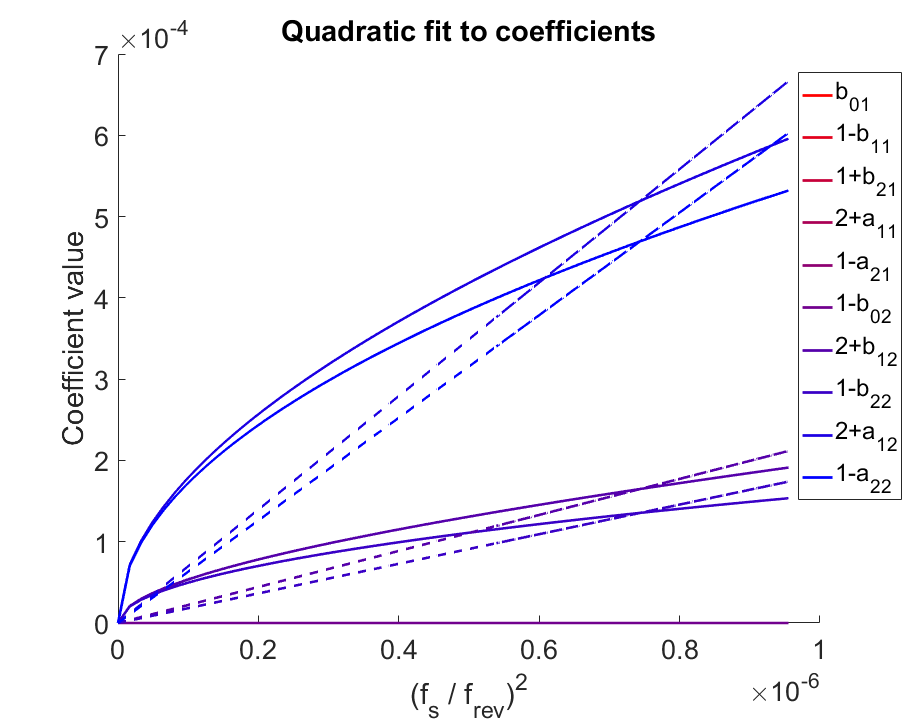 Quadratic fit to coefficients
×10⁻⁴
7
6
5
4
3
2
1
0
Coefficient value
0 0.2 0.4 0.6 0.8 1
×10⁻⁶
(f_s / f_rev)²
b_01
1-b_11
1+b_21
2+a_11
1-a_21
1-b_02
2+b_12
1-b_22
2+a_12
1-a_22